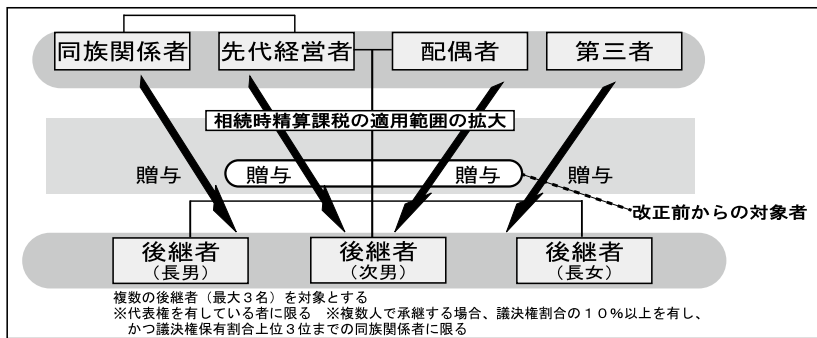 同族関係者 先代経営者 配偶者 第三者
相続時精算課税の適用範囲の拡大
贈与 贈与 贈与 贈与
改正前からの対象者
後継者 後継者 後継者
(長男) (次男) (長女)
複数の後継者(最大3名)を対象とする
※代表権を有している者に限る ※複数人で承継する場合、議決権割合の10%以上を有し、
かつ議決権保有割合上位3位までの同族関係者に限る